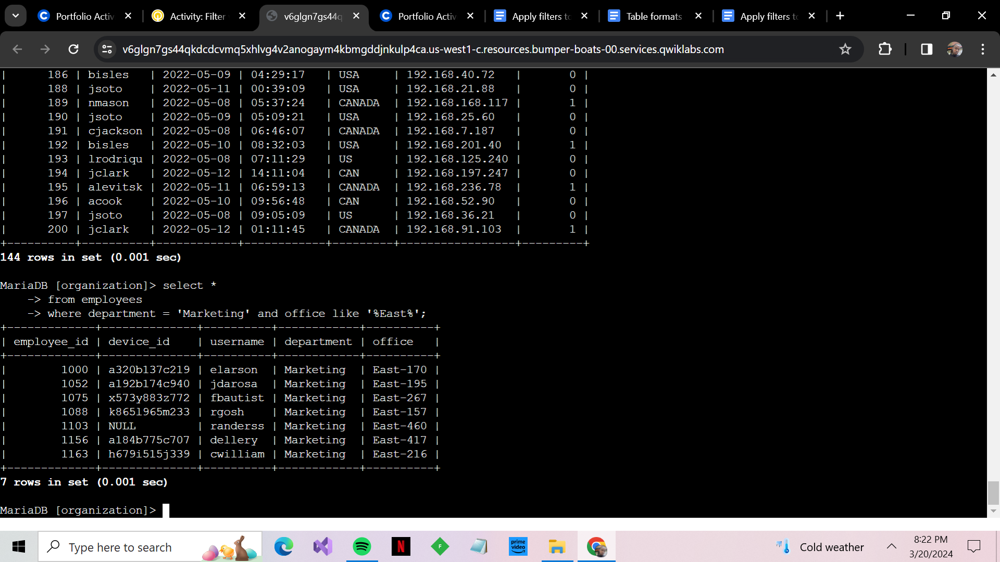 Portfolio Activ
Activity: Filter
v6glgn7gs44q
Portfolio Activ
Apply filters to
Table formats
Apply filters to
v6glgn7gs44qkdcdcvmq5xhlvg4v2anogaym4kbmgddjnkulp4ca.us-west1-c.resources.bumper-boats-00.services.qwiklabs.com
| 186 | bisles | 2022-05-09 | 04:29:17 | USA | 192.168.40.72 | 0 |
| 188 | jsoto | 2022-05-11 | 00:39:09 | USA | 192.168.21.88 | 0 |
| 189 | nmason | 2022-05-08 | 05:37:24 | CANADA | 192.168.168.117 | 1 |
| 190 | jsoto | 2022-05-09 | 05:09:21 | USA | 192.168.25.60 | 0 |
| 191 | cjackson | 2022-05-08 | 06:46:07 | CANADA | 192.168.7.187 | 0 |
| 192 | bisles | 2022-05-10 | 08:32:03 | USA | 192.168.201.40 | 1 |
| 193 | lrodriqu | 2022-05-08 | 07:11:29 | US | 192.168.125.240 | 0 |
| 194 | jclark | 2022-05-12 | 14:11:04 | CAN | 192.168.197.247 | 0 |
| 195 | alevitsk | 2022-05-11 | 06:59:13 | CANADA | 192.168.236.78 | 1 |
| 196 | acook | 2022-05-10 | 09:56:48 | CAN | 192.168.52.90 | 0 |
| 197 | jsoto | 2022-05-08 | 09:05:09 | US | 192.168.36.21 | 0 |
| 200 | jclark | 2022-05-12 | 01:11:45 | CANADA | 192.168.91.103 | 1 |
+----------+----------+------------+------------+---------+-----------------+---------+
144 rows in set (0.001 sec)
MariaDB [organization]> select *
-> from employees
-> where department = 'Marketing' and office like '%East%';
+-------------+--------------+----------+------------+----------+
| employee_id | device_id | username | department | office |
+-------------+--------------+----------+------------+----------+
| 1000 | a320b137c219 | elarson | Marketing | East-170 |
| 1052 | a192b174c940 | jdarosa | Marketing | East-195 |
| 1075 | x573y883z772 | fbautist | Marketing | East-267 |
| 1088 | k865l965m233 | rgosh | Marketing | East-157 |
| 1103 | NULL | randerss | Marketing | East-460 |
| 1156 | a184b775c707 | dellery | Marketing | East-417 |
| 1163 | h679i515j339 | cwilliam | Marketing | East-216 |
+-------------+--------------+----------+------------+----------+
7 rows in set (0.001 sec)
MariaDB [organization]>
Type here to search
N
F
prime video
Cold weather
8:22 PM
3/20/2024